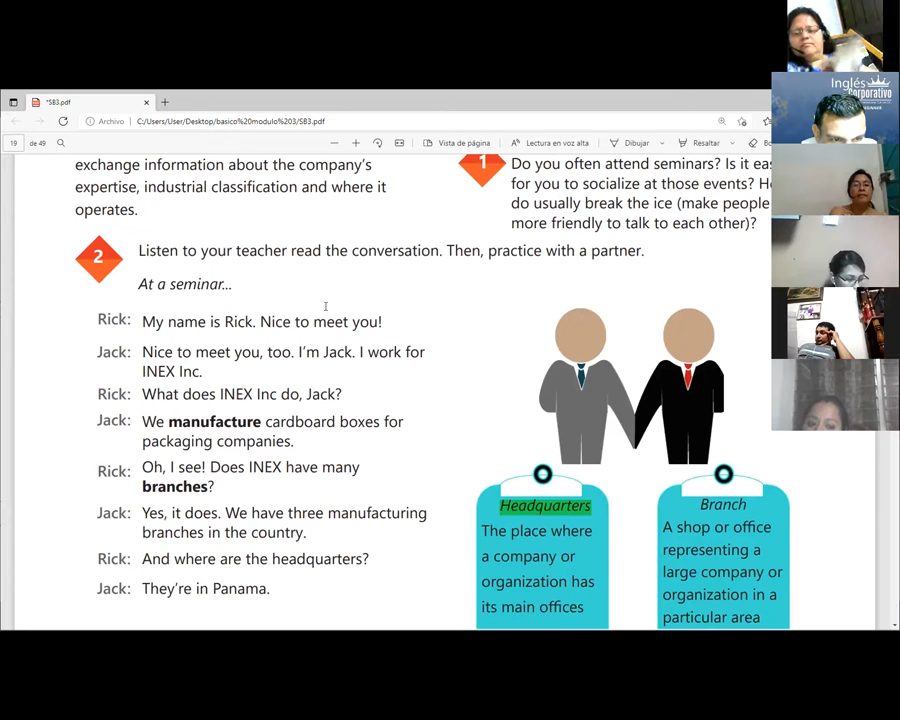 *SB3.pdf
Archivo
C:/Users/User/Desktop/basico%20modulo%203/SB3.pdf
19 de 49
Vista de página
Lectura en voz alta
Dibujar
Resaltar
exchange information about the company's
expertise, industrial classification and where it
operates.
1
Do you often attend seminars? Is it
for you to socialize at those events?
do usually break the ice (make people
more friendly to talk to each other)?
2
Listen to your teacher read the conversation. Then, practice with a partner.
At a seminar...
Rick: My name is Rick. Nice to meet you!
Jack: Nice to meet you, too. I'm Jack. I work for
INEX Inc.
Rick: What does INEX Inc do, Jack?
Jack: We manufacture cardboard boxes for
packaging companies.
Rick: Oh, I see! Does INEX have many
branches?
Jack: Yes, it does. We have three manufacturing
branches in the country.
Rick: And where are the headquarters?
Jack: They're in Panama.
Headquarters
The place where
a company or
organization has
its main offices
Branch
A shop or office
representing a
large company or
organization in a
particular area
Inglés
Corporativo